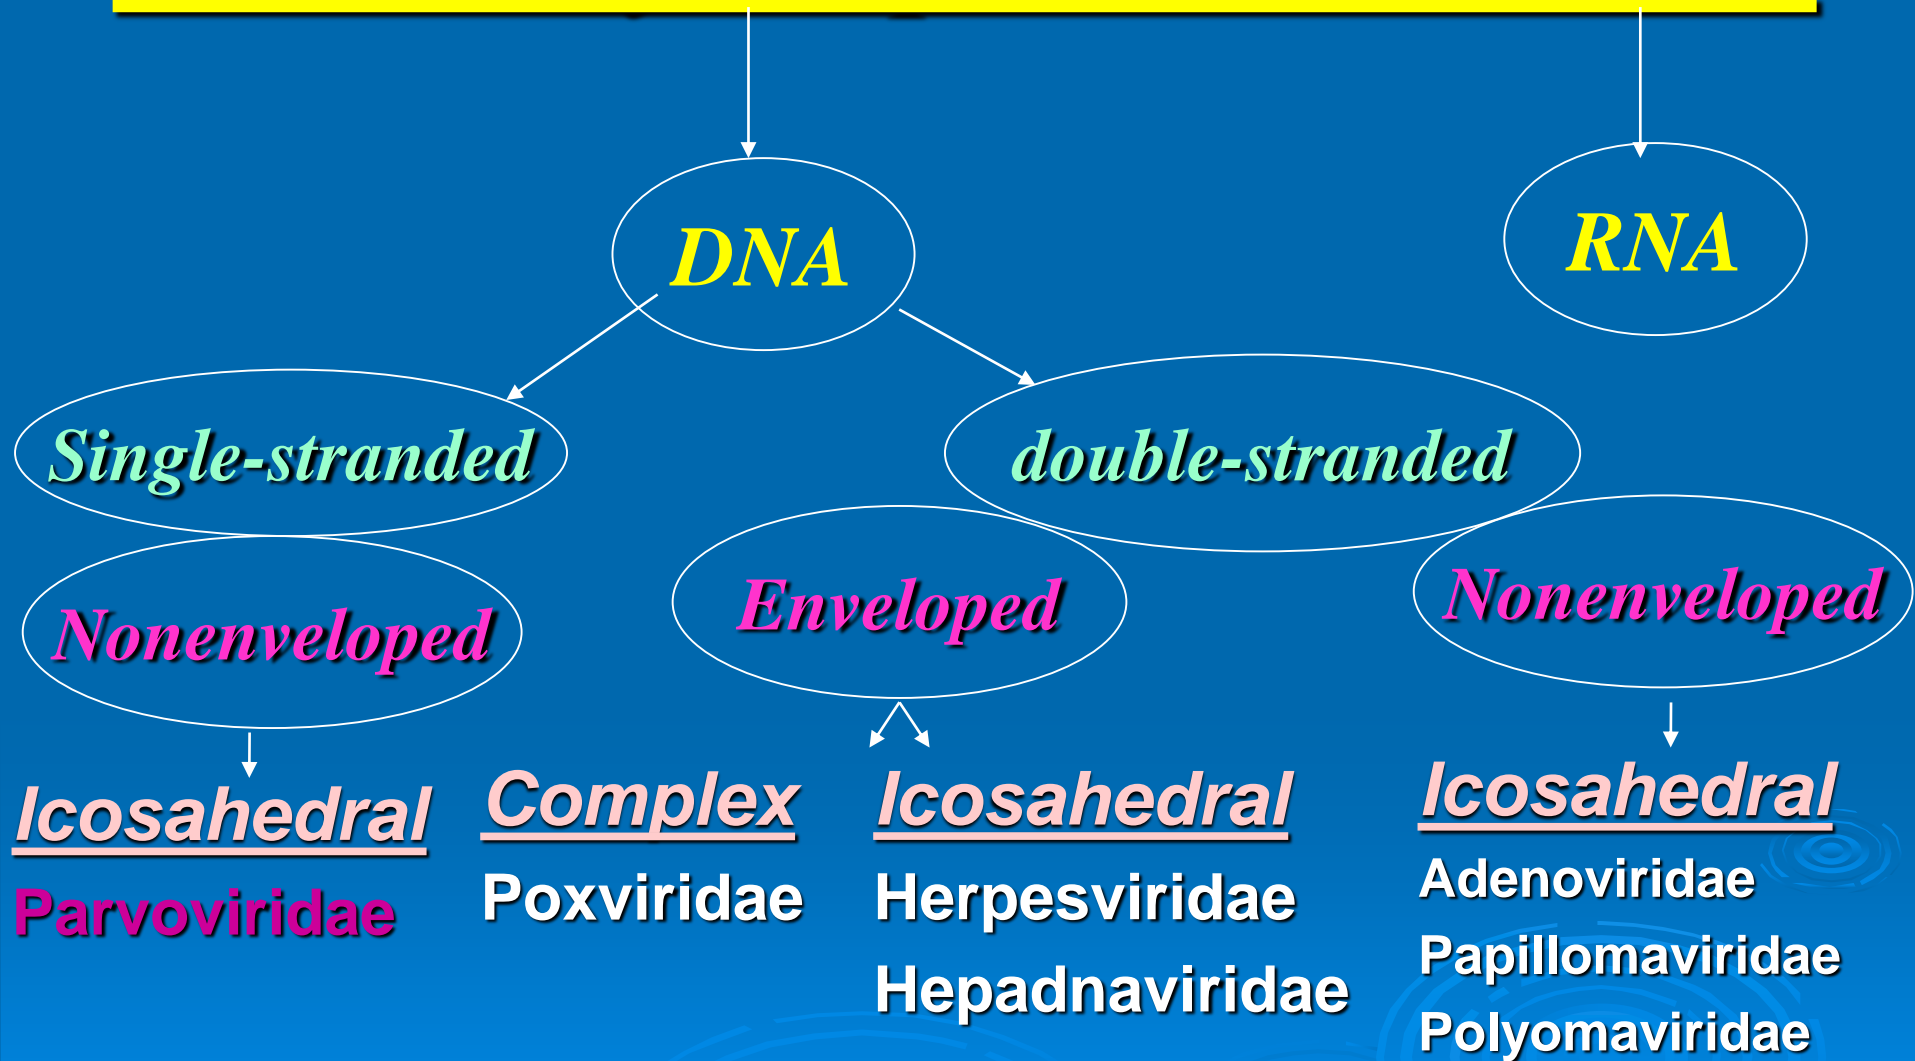 DNA
RNA
Single-stranded
double-stranded
Nonenveloped
Enveloped
Nonenveloped
Icosahedral
Parvoviridae
Complex
Poxviridae
Icosahedral
Herpesviridae
Hepadnaviridae
Icosahedral
Adenoviridae
Papillomaviridae
Polyomaviridae